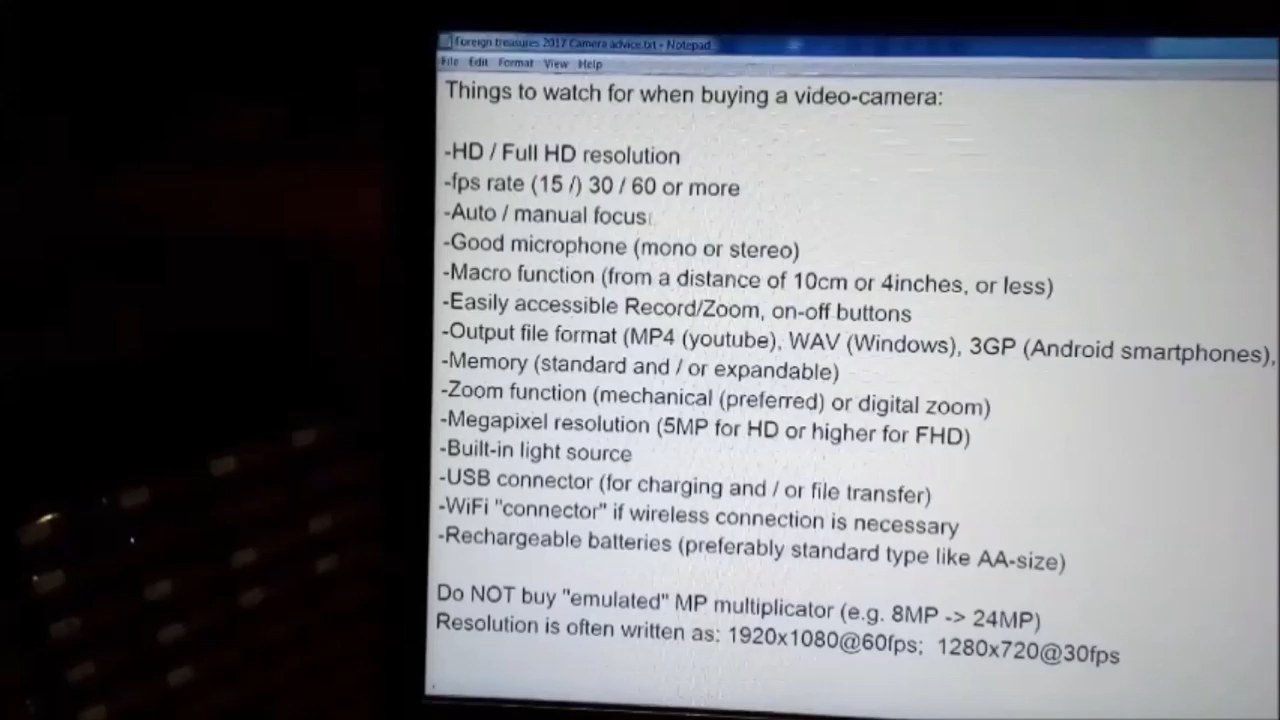 Foreign treasures 2017 Camera advice.txt - Notepad
File Edit Format View Help
Things to watch for when buying a video-camera:
-HD / Full HD resolution
-fps rate (15 /) 30 / 60 or more
-Auto / manual focus
-Good microphone (mono or stereo)
-Macro function (from a distance of 10cm or 4inches, or less)
-Easily accessible Record/Zoom, on-off buttons
-Output file format (MP4 (youtube), WAV (Windows), 3GP (Android smartphones),
-Memory (standard and / or expandable)
-Zoom function (mechanical (preferred) or digital zoom)
-Megapixel resolution (5MP for HD or higher for FHD)
-Built-in light source
-USB connector (for charging and / or file transfer)
-WiFi "connector" if wireless connection is necessary
-Rechargeable batteries (preferably standard type like AA-size)
Do NOT buy "emulated" MP multiplicator (e.g. 8MP -> 24MP)
Resolution is often written as: 1920x1080@60fps; 1280x720@30fps